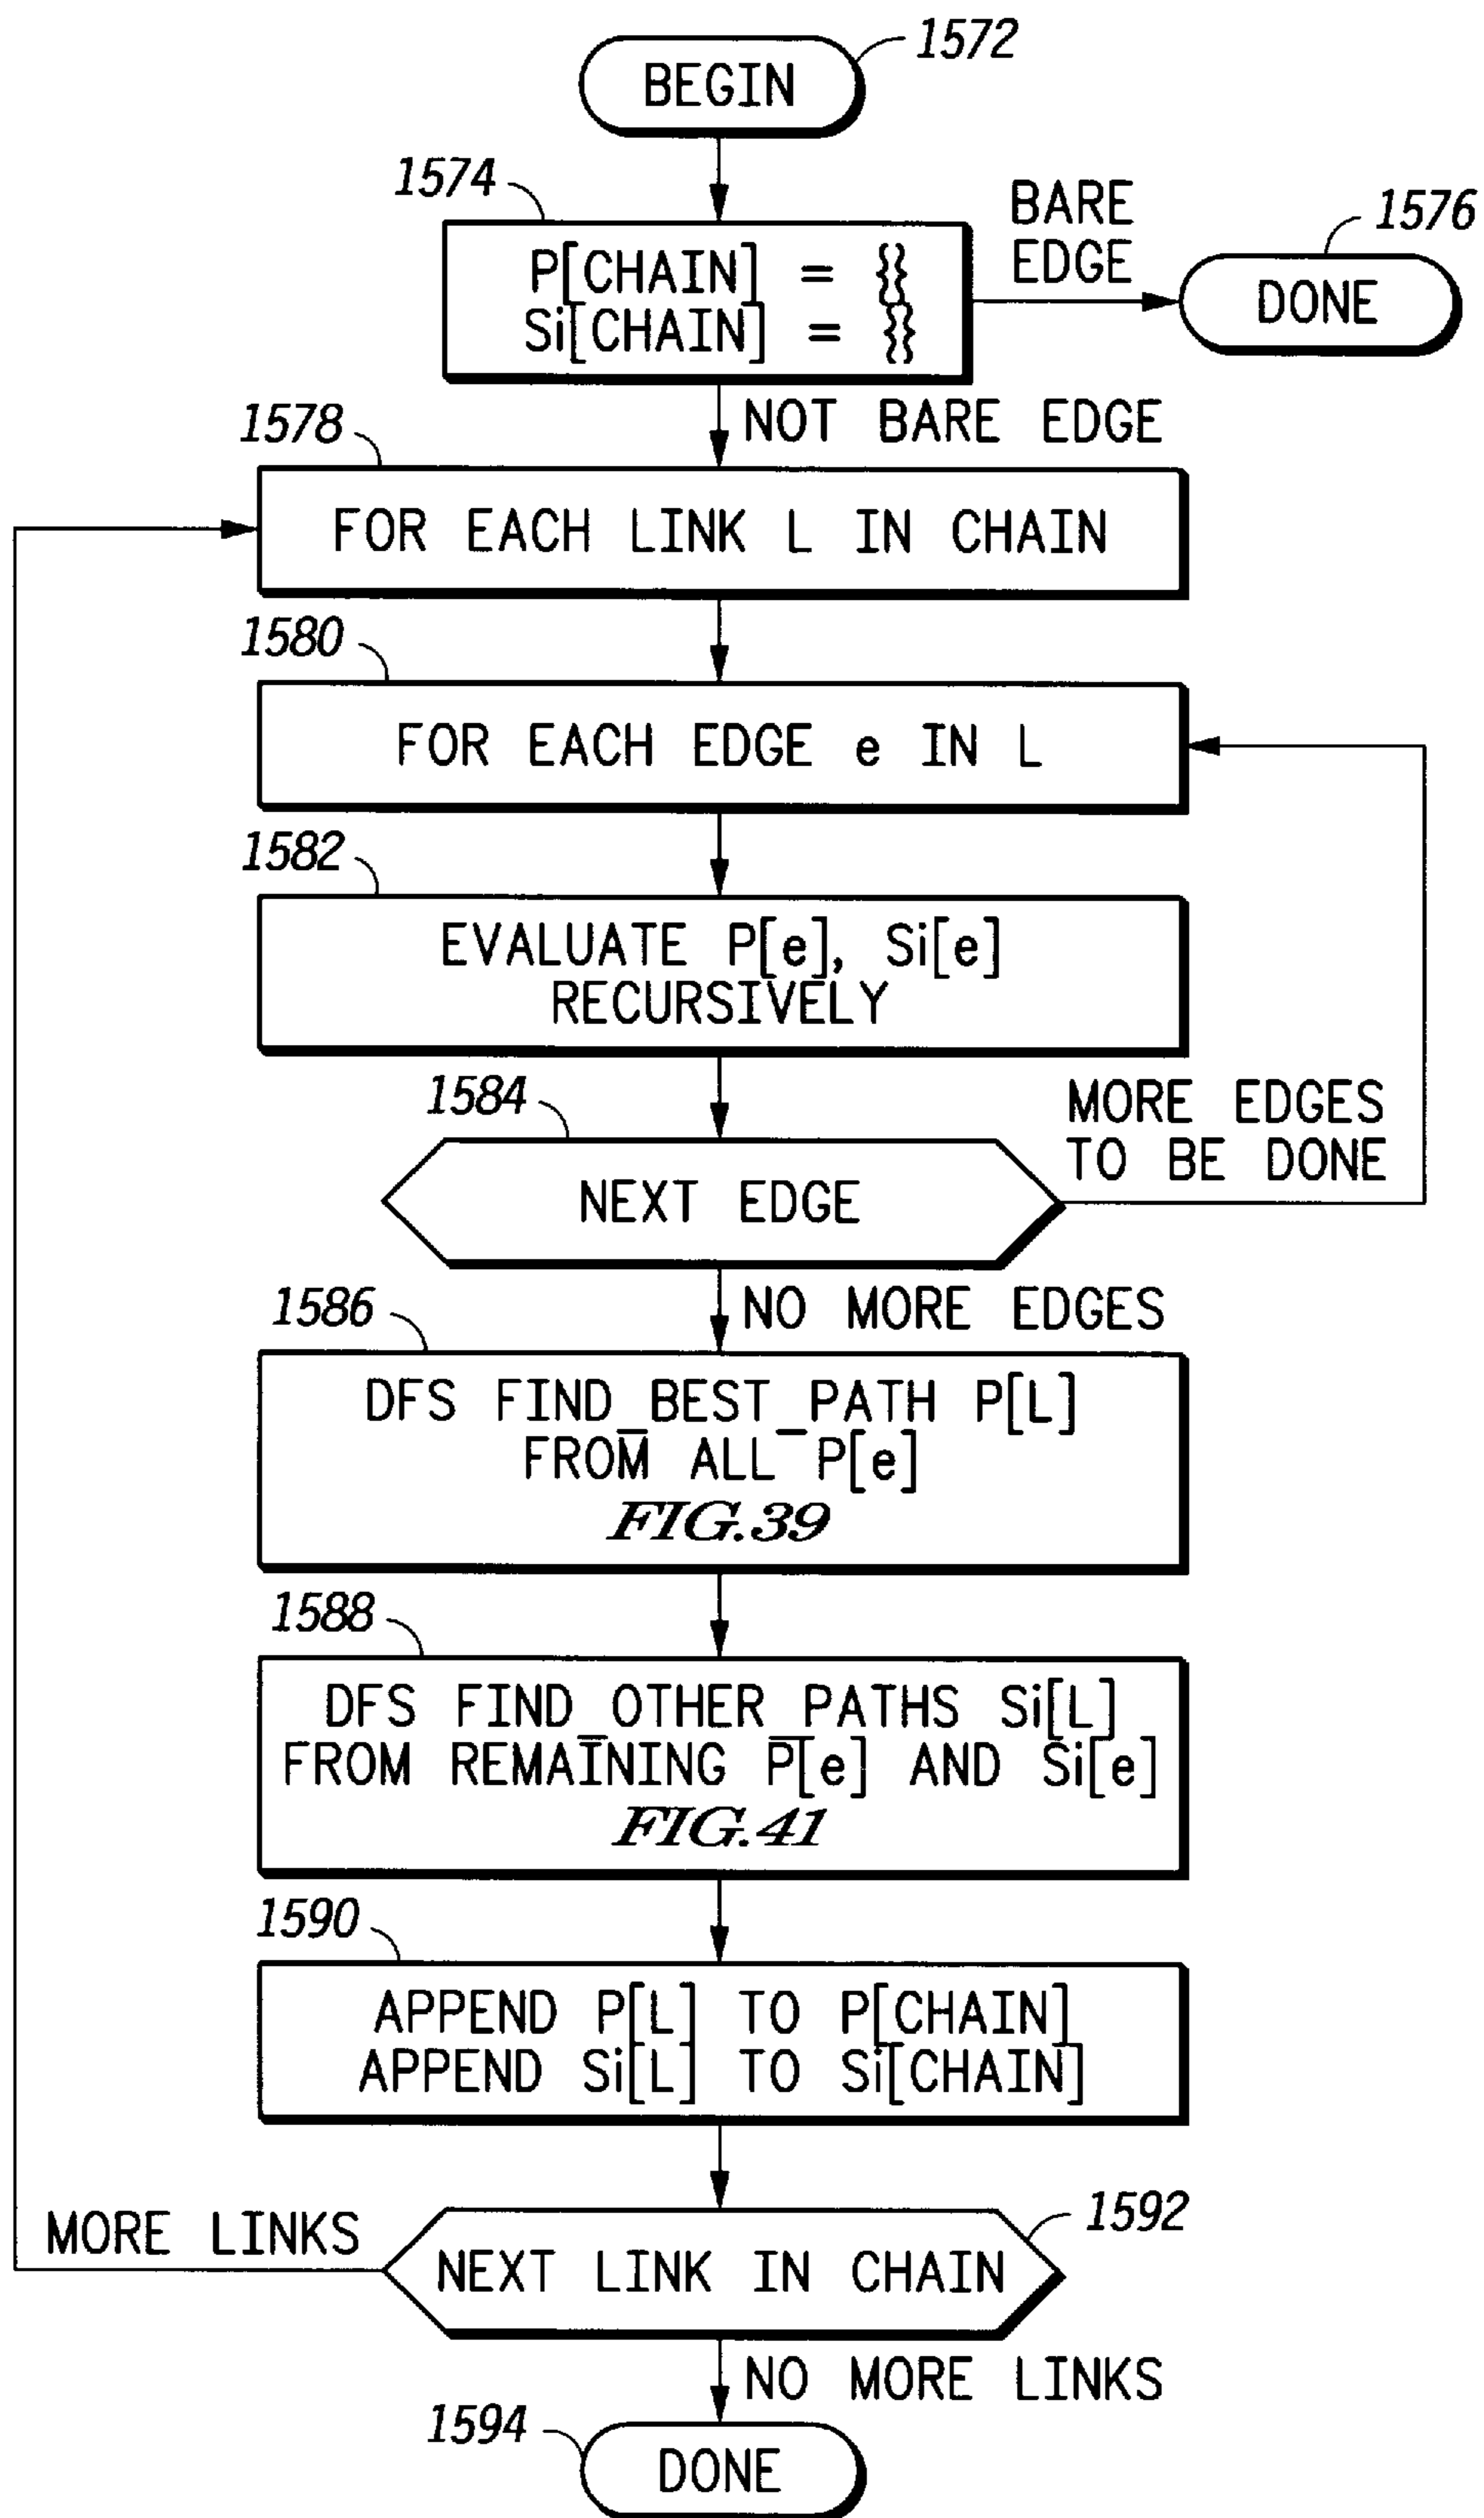 1572
BEGIN
1574
BARE
EDGE
1576
P[CHAIN] = {}
Si[CHAIN] = {}
DONE
NOT BARE EDGE
1578
FOR EACH LINK L IN CHAIN
1580
FOR EACH EDGE e IN L
1582
EVALUATE P[e], Si[e]
RECURSIVELY
1584
MORE EDGES
TO BE DONE
NEXT EDGE
NO MORE EDGES
1586
DFS FIND_BEST_PATH P[L]
FROM ALL P[e]
FIG.39
1588
DFS FIND_OTHER_PATHS Si[L]
FROM REMAINING P[e] AND Si[e]
FIG.41
1590
APPEND P[L] TO P[CHAIN]
APPEND Si[L] TO Si[CHAIN]
1592
MORE LINKS
NEXT LINK IN CHAIN
NO MORE LINKS
1594
DONE